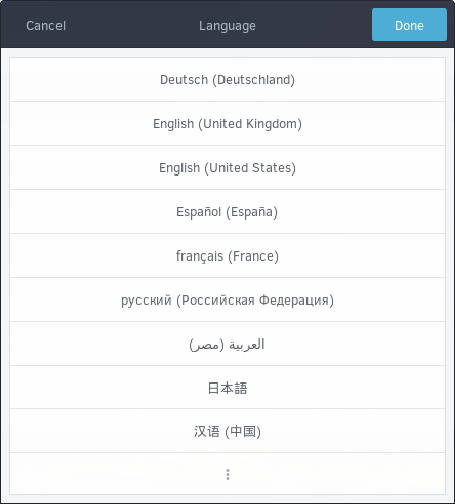 Cancel Language Done
Deutsch (Deutschland)
English (United Kingdom)
English (United States)
Español (España)
français (France)
русский (Российская Федерация)
العربية (مصر)
日本語
汉语 (中国)